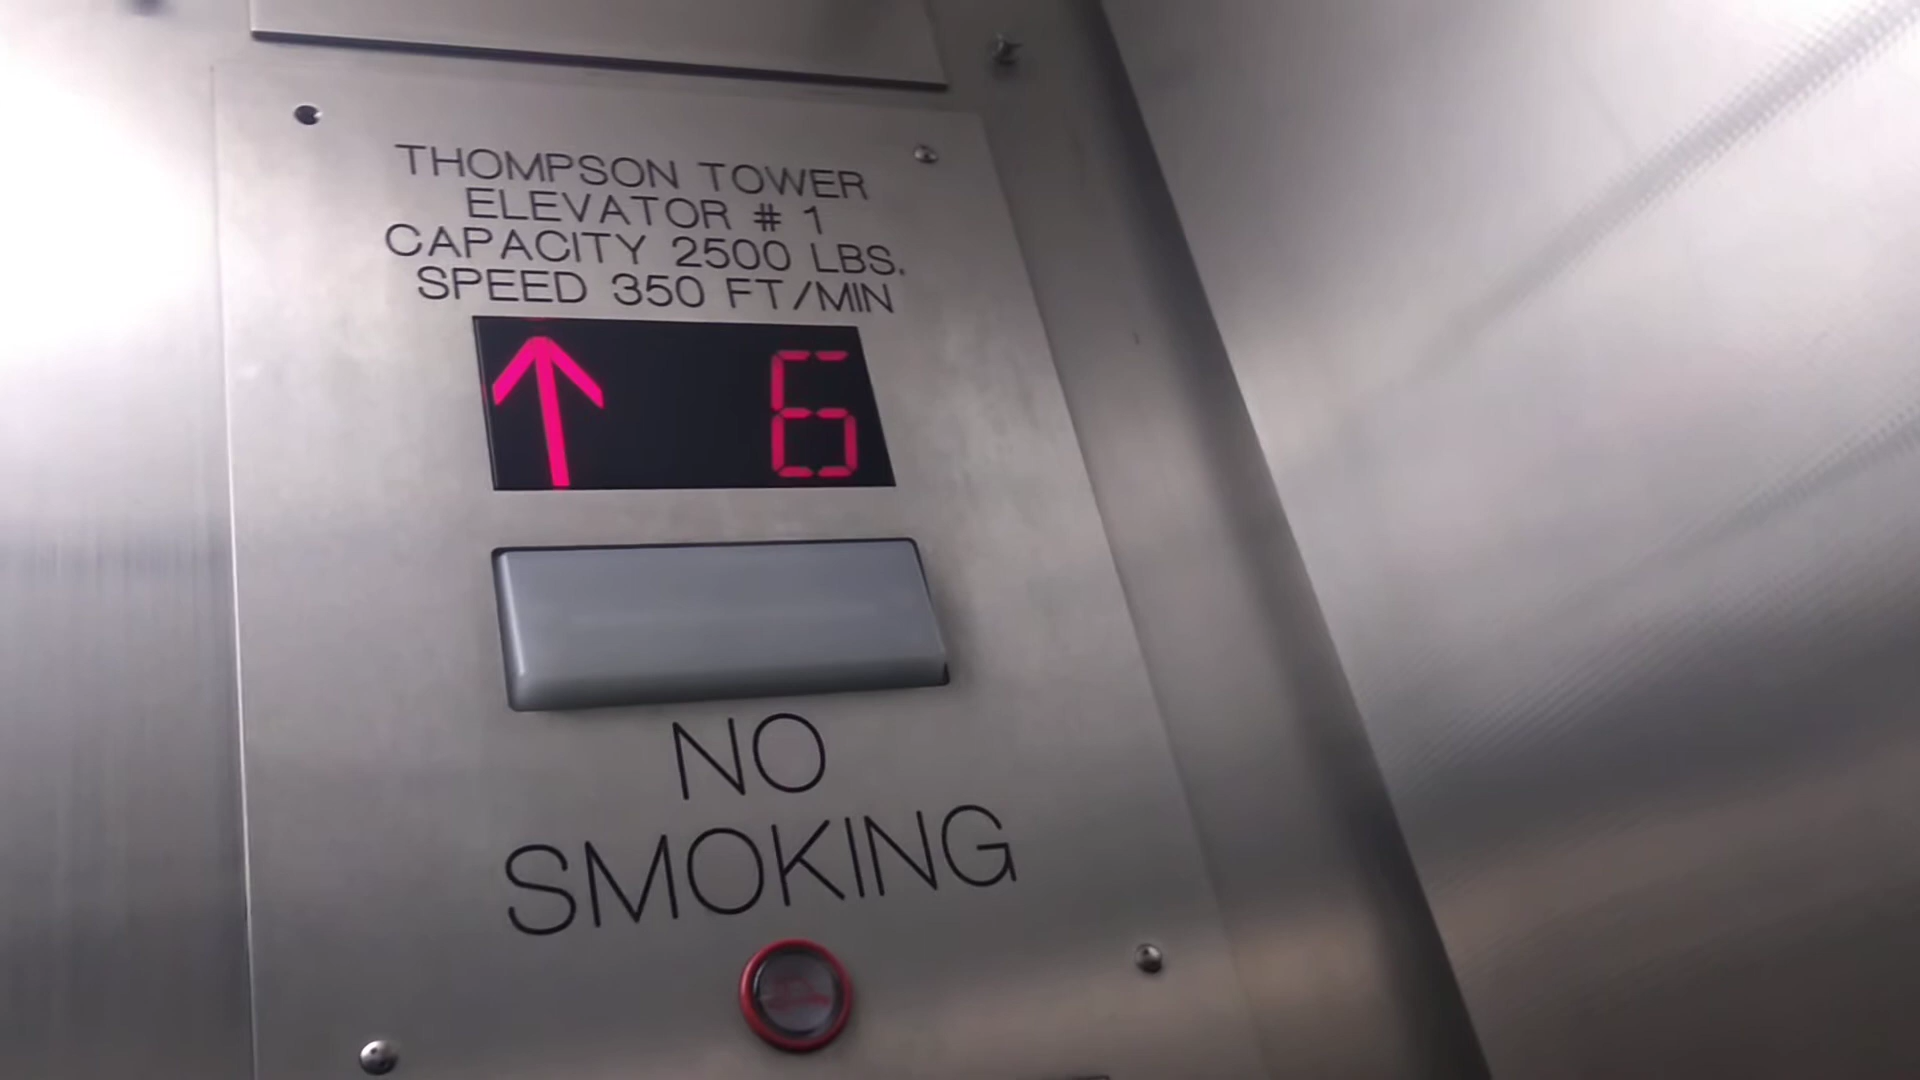 THOMPSON TOWER
ELEVATOR # 1
CAPACITY 2500 LBS.
SPEED 350 FT/MIN
6
NO
SMOKING